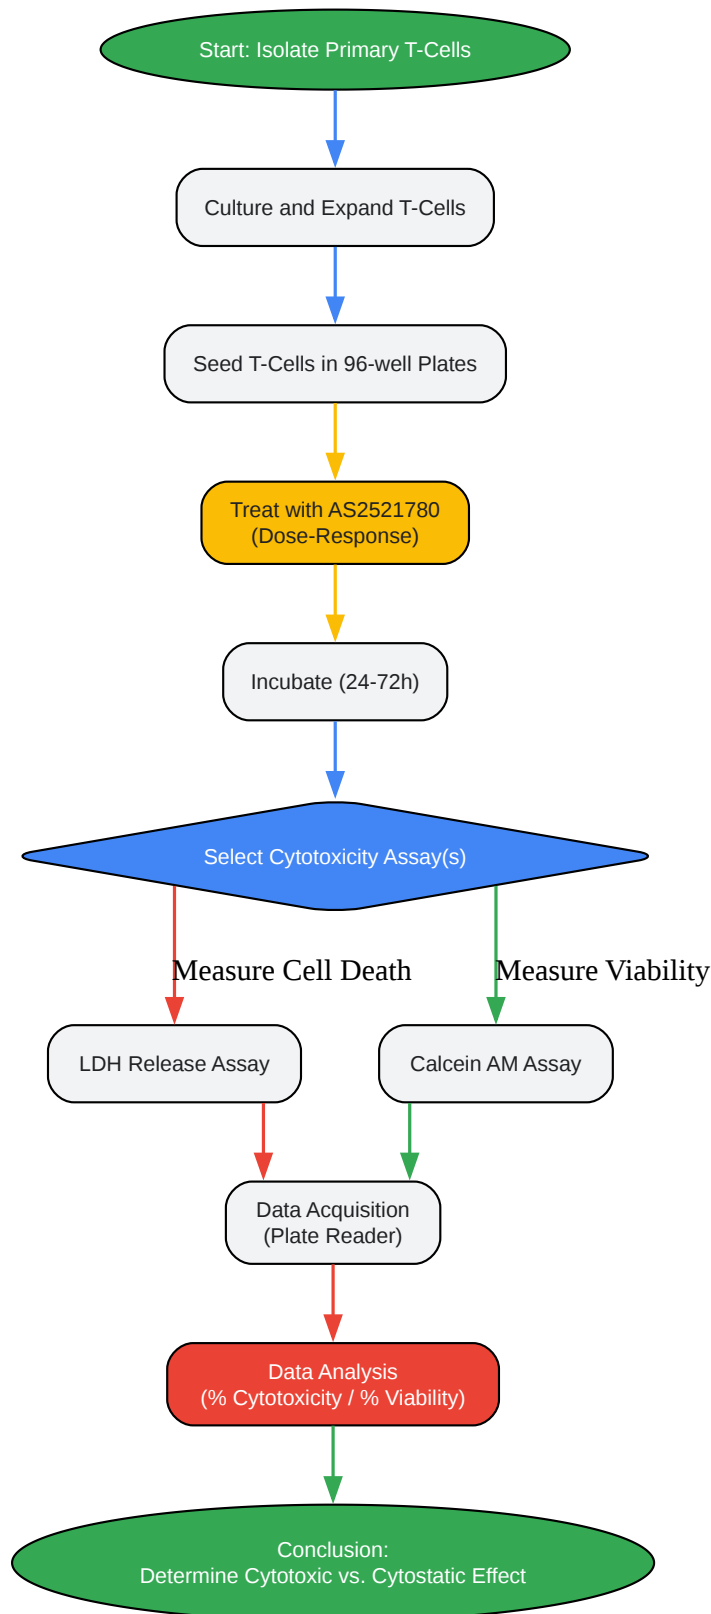 Start: Isolate Primary T-Cells
Culture and Expand T-Cells
Seed T-Cells in 96-well Plates
Treat with AS2521780
(Dose-Response)
Incubate (24-72h)
Select Cytotoxicity Assay(s)
Measure Cell Death
Measure Viability
LDH Release Assay
Calcein AM Assay
Data Acquisition
(Plate Reader)
Data Analysis
(% Cytotoxicity / % Viability)
Conclusion:
Determine Cytotoxic vs. Cytostatic Effect